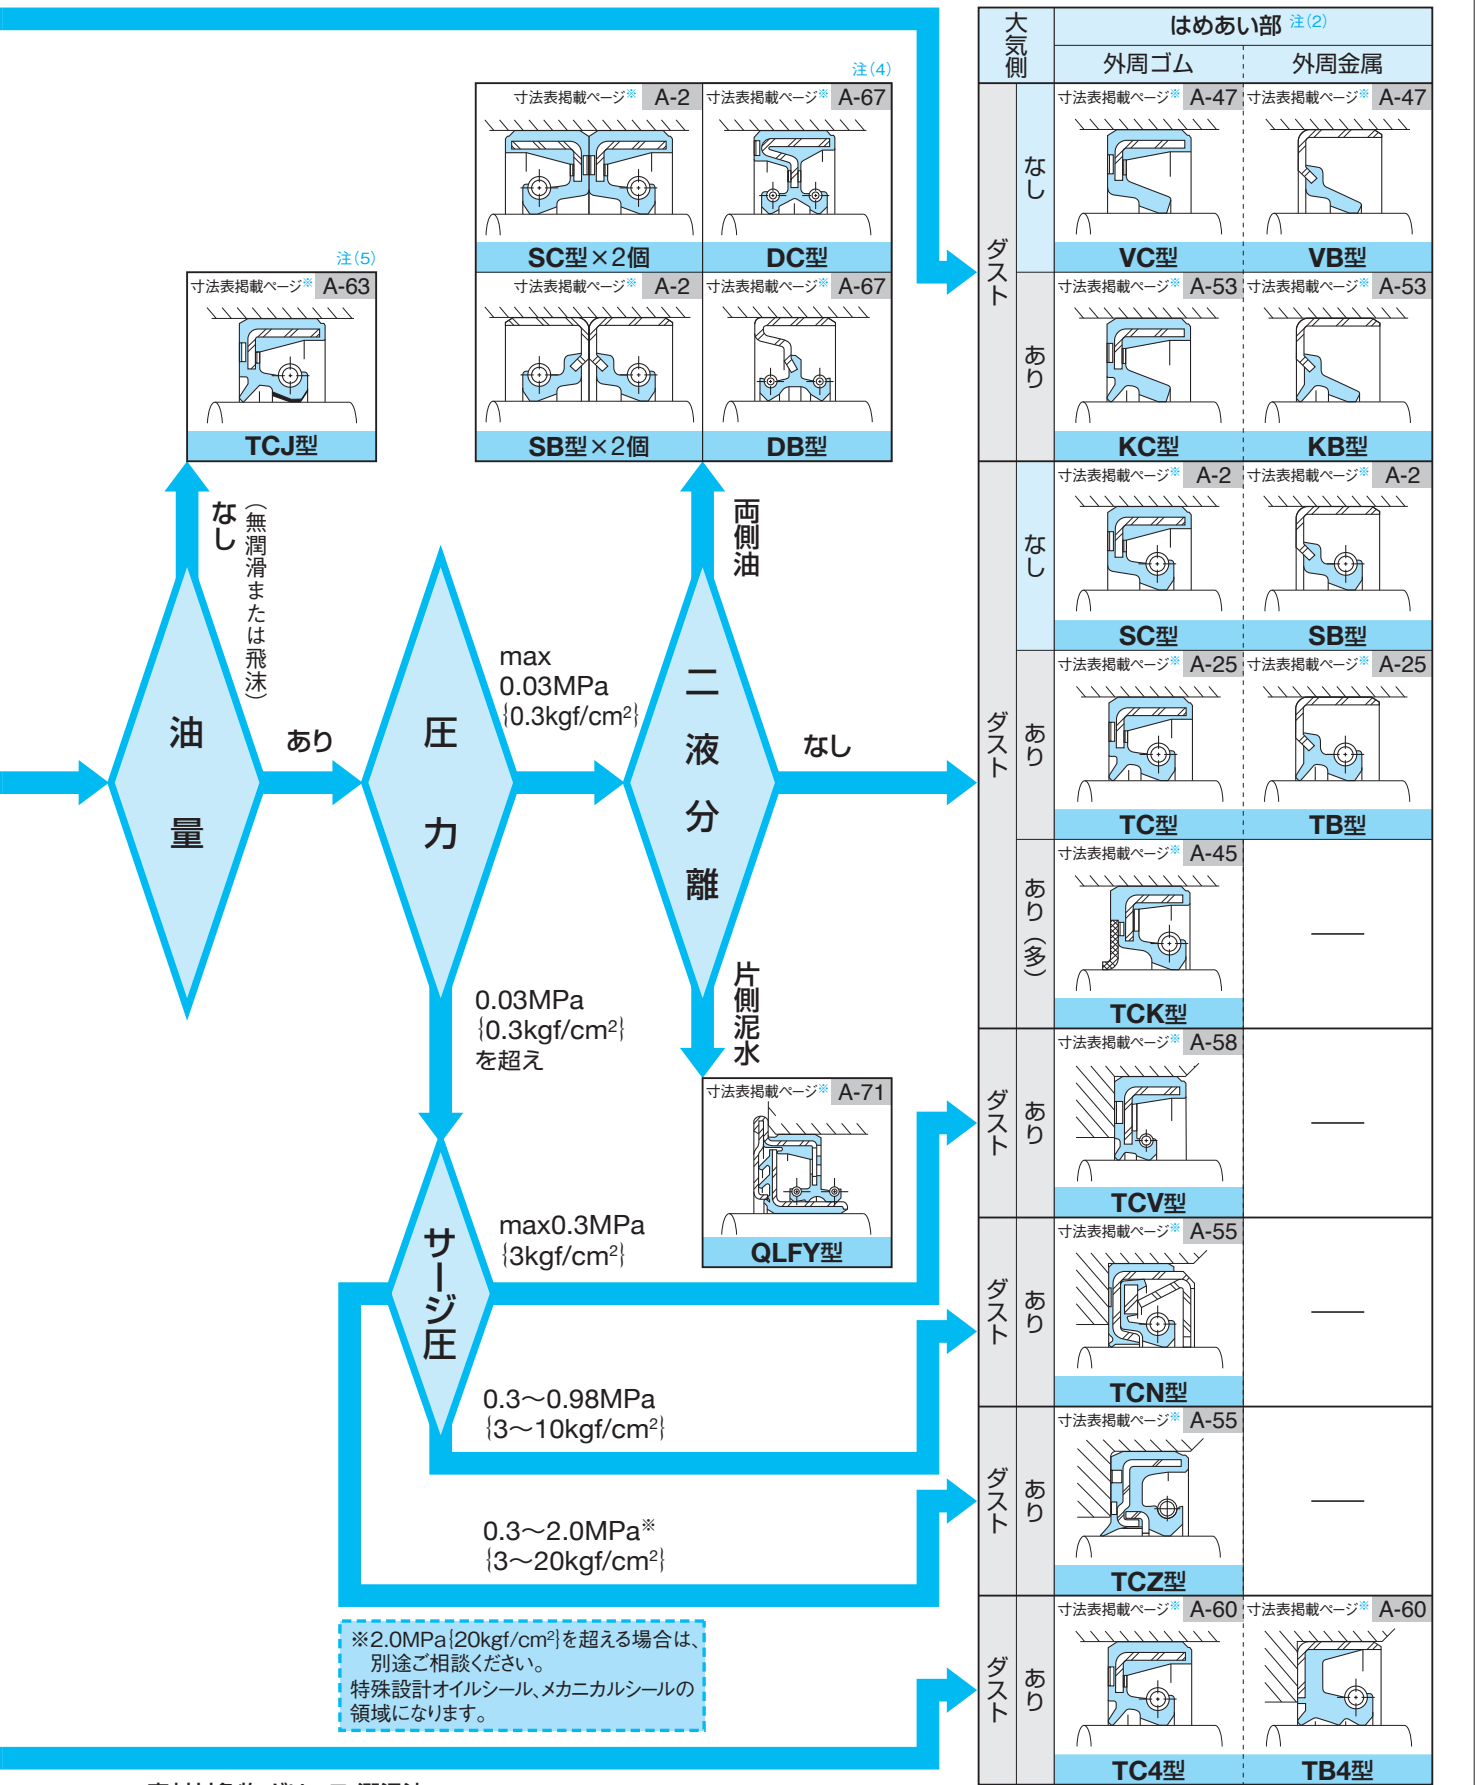 大気側
はめあい部 注(2)
外周ゴム 外周金属
注(4)
寸法表掲載ページ※ A-2 寸法表掲載ページ※ A-67
SC型×2個 DC型
寸法表掲載ページ※ A-2 寸法表掲載ページ※ A-67
SB型×2個 DB型
注(5)
寸法表掲載ページ※ A-63
TCJ型
なし
(無潤滑または飛沫)
油量
あり
圧力
max
0.03MPa
{0.3kgf/cm²}
二液分離
両側油
なし
片側泥水
寸法表掲載ページ※ A-71
QLFY型
0.03MPa
{0.3kgf/cm²}
を超え
サージ圧
max0.3MPa
{3kgf/cm²}
0.3～0.98MPa
{3～10kgf/cm²}
0.3～2.0MPa※
{3～20kgf/cm²}
※2.0MPa{20kgf/cm²}を超える場合は、
別途ご相談ください。
特殊設計オイルシール、メカニカルシールの
領域になります。
ダスト
なし
寸法表掲載ページ※ A-47 寸法表掲載ページ※ A-47
VC型 VB型
あり
寸法表掲載ページ※ A-53 寸法表掲載ページ※ A-53
KC型 KB型
ダスト
なし
寸法表掲載ページ※ A-2 寸法表掲載ページ※ A-2
SC型 SB型
あり
寸法表掲載ページ※ A-25 寸法表掲載ページ※ A-25
TC型 TB型
あり(多)
寸法表掲載ページ※ A-45
TCK型
ダスト
あり
寸法表掲載ページ※ A-58
TCV型
ダスト
あり
寸法表掲載ページ※ A-55
TCN型
ダスト
あり
寸法表掲載ページ※ A-55
TCZ型
ダスト
あり
寸法表掲載ページ※ A-60 寸法表掲載ページ※ A-60
TC4型 TB4型